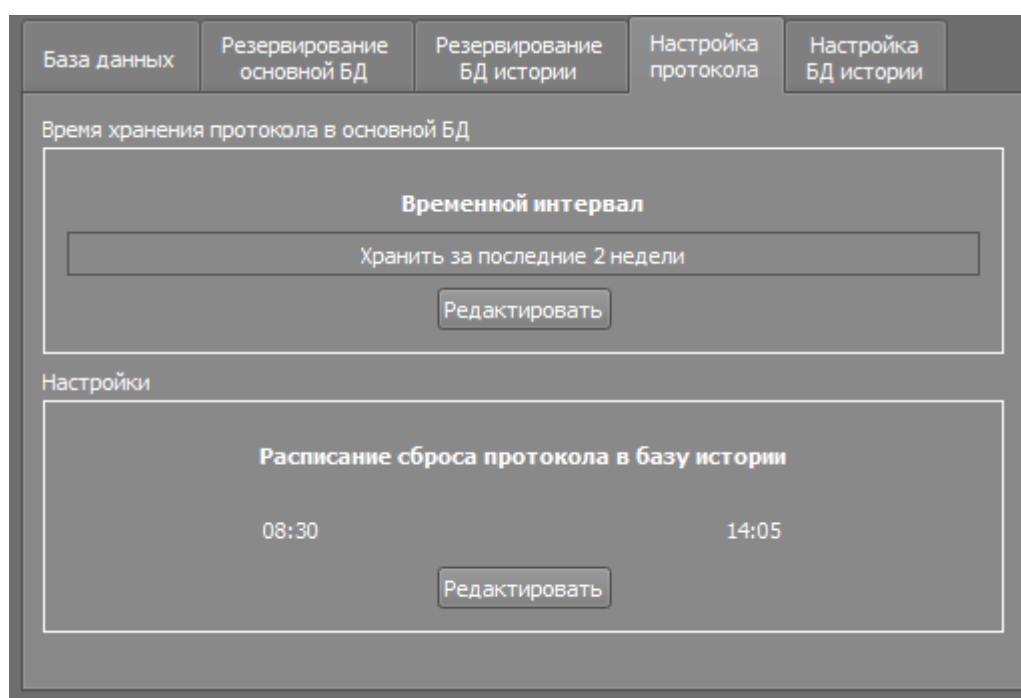 База данных
Резервирование
основной БД
Резервирование
БД истории
Настройка
протокола
Настройка
БД истории
Время хранения протокола в основной БД
Временной интервал
Хранить за последние 2 недели
Редактировать
Настройки
Расписание сброса протокола в базу истории
08:30 14:05
Редактировать